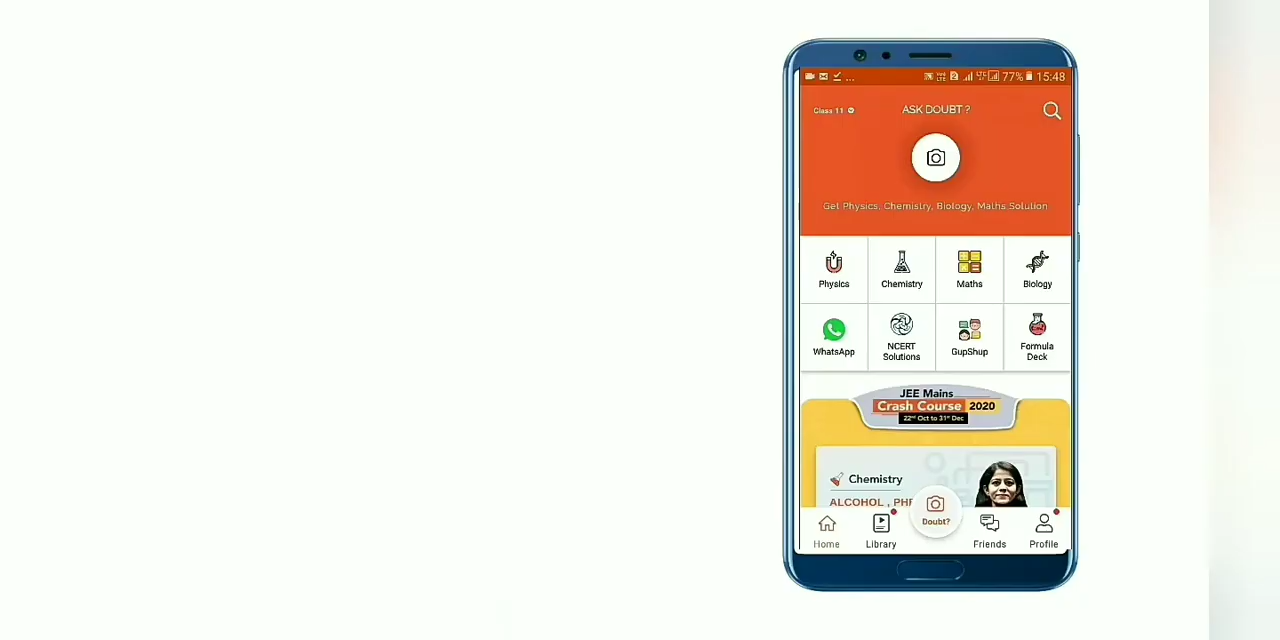 77% 15:48
Class 11
ASK DOUBT ?
Get Physics, Chemistry, Biology, Maths Solution
Physics
Chemistry
Maths
Biology
WhatsApp
NCERT
Solutions
GupShup
Formula
Deck
JEE Mains
Crash Course 2020
22nd Oct to 31st Dec
Chemistry
ALCOHOL
Doubt?
Home
Library
Friends
Profile